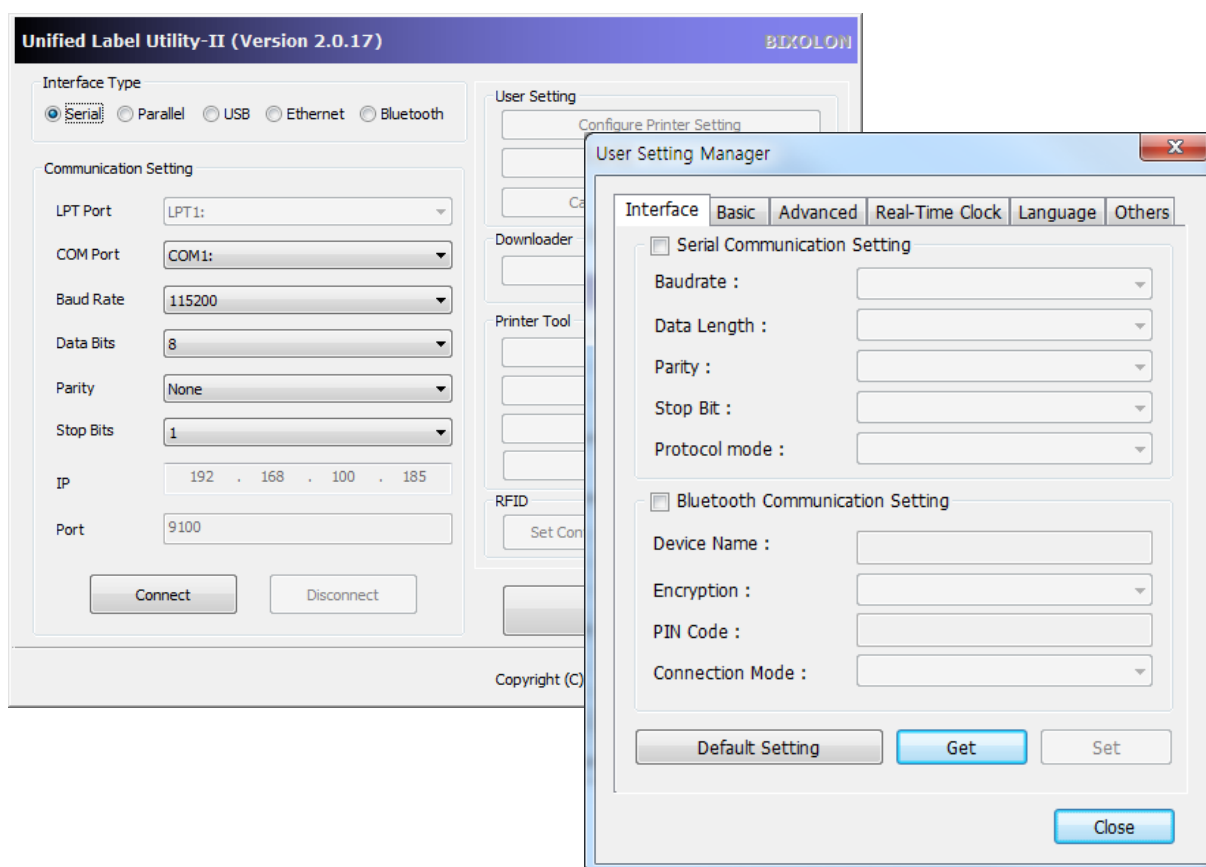 Unified Label Utility-II (Version 2.0.17)
BIXOLON
Interface Type
Serial Parallel USB Ethernet Bluetooth
Communication Setting
LPT Port LPT1:
COM Port COM1:
Baud Rate 115200
Data Bits 8
Parity None
Stop Bits 1
IP 192 . 168 . 100 . 185
Port 9100
Connect Disconnect
User Setting
Configure Printer Setting
Downloader
Printer Tool
RFID
Set
Copyright (C)
User Setting Manager
X
Interface Basic Advanced Real-Time Clock Language Others
Serial Communication Setting
Baudrate :
Data Length :
Parity :
Stop Bit :
Protocol mode :
Bluetooth Communication Setting
Device Name :
Encryption :
PIN Code :
Connection Mode :
Default Setting Get Set
Close